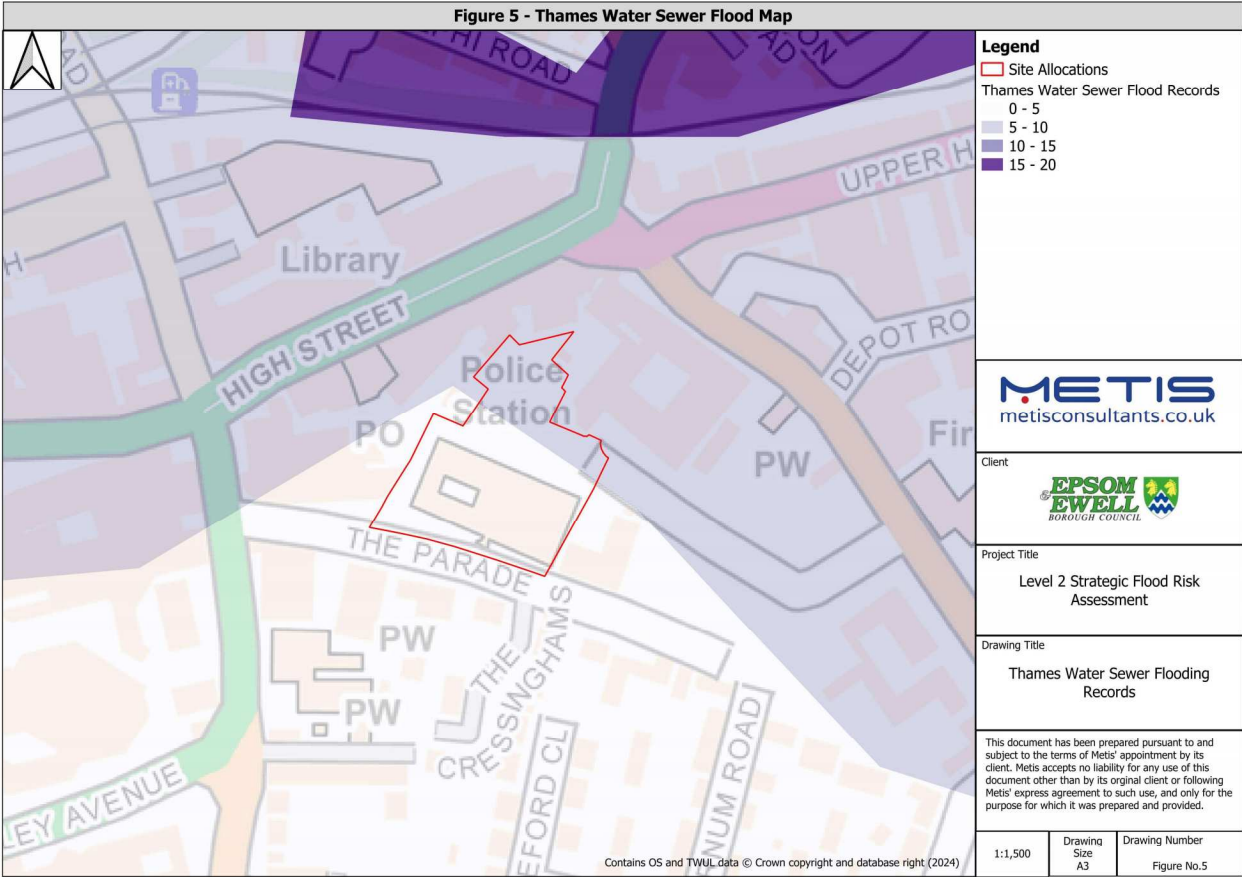 Figure 5 - Thames Water Sewer Flood Map
PHI ROAD
ON
AD
AD
UPPER H
Library
H
HIGH STREET
DEPOT RO
Police
Station
PO
PW
Fir
THE PARADE
PW
PW
THE
CRESSINGHAMS
LEY AVENUE
EFORD CL
RNUM ROAD
Contains OS and TWUL data © Crown copyright and database right (2024)
Legend
Site Allocations
Thames Water Sewer Flood Records
0 - 5
5 - 10
10 - 15
15 - 20
METIS
metisconsultants.co.uk
Client
EPSOM
& EWELL
BOROUGH COUNCIL
Project Title
Level 2 Strategic Flood Risk
Assessment
Drawing Title
Thames Water Sewer Flooding
Records
This document has been prepared pursuant to and
subject to the terms of Metis' appointment by its
client. Metis accepts no liability for any use of this
document other than by its orginal client or following
Metis' express agreement to such use, and only for the
purpose for which it was prepared and provided.
1:1,500
Drawing
Size
A3
Drawing Number
Figure No.5